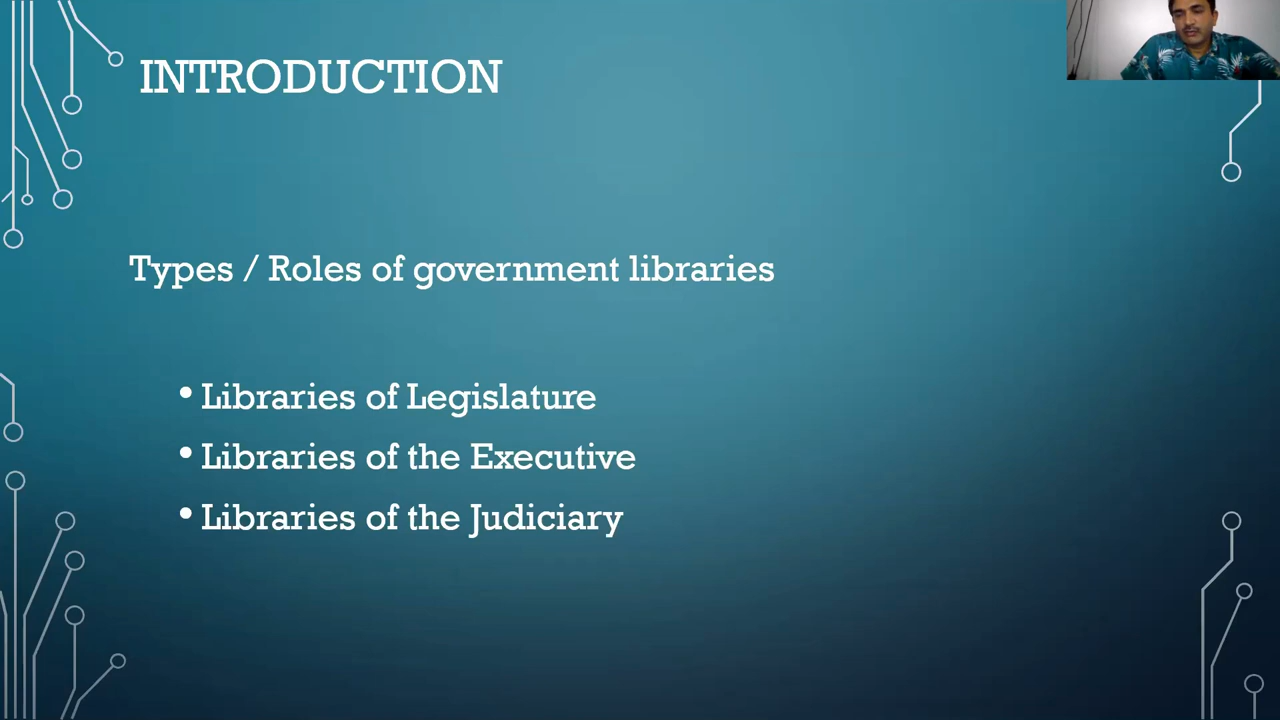 INTRODUCTION
Types / Roles of government libraries
• Libraries of Legislature
• Libraries of the Executive
• Libraries of the Judiciary